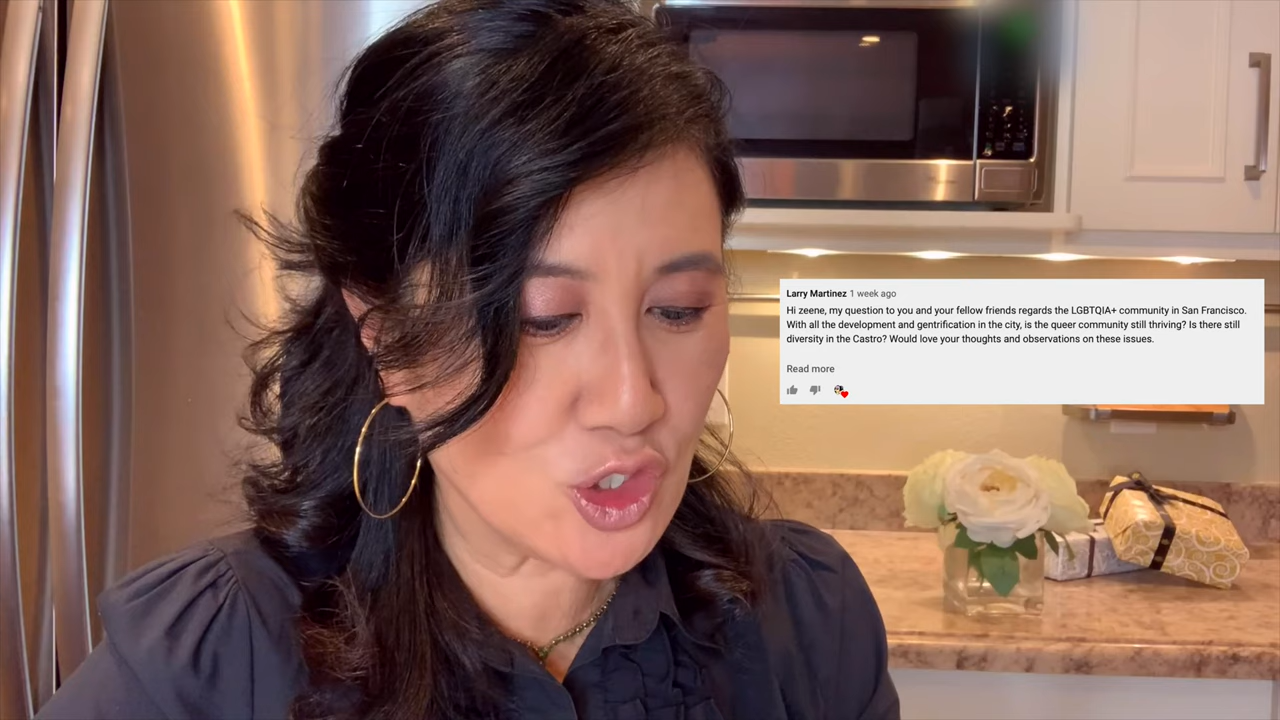 Larry Martinez 1 week ago
Hi zeene, my question to you and your fellow friends regards the LGBTQIA+ community in San Francisco.
With all the development and gentrification in the city, is the queer community still thriving? Is there still
diversity in the Castro? Would love your thoughts and observations on these issues.
Read more